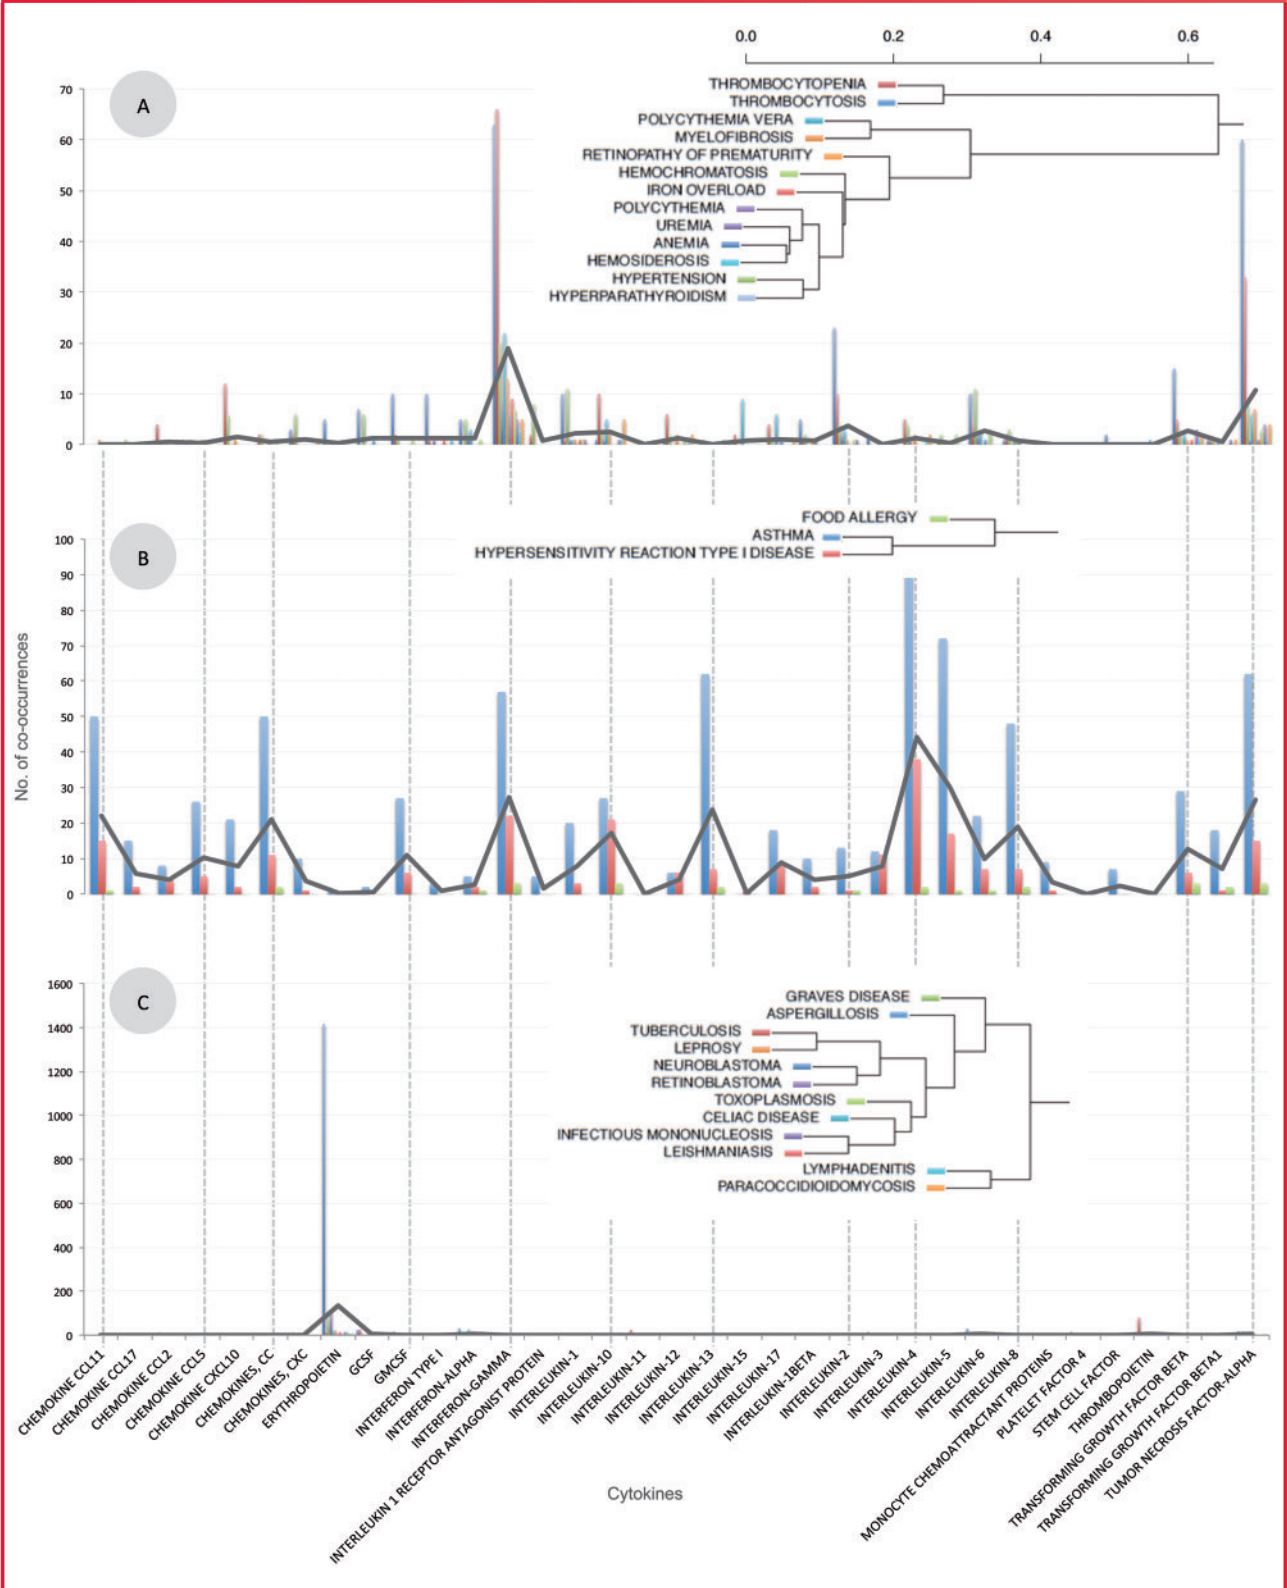 0.0 0.2 0.4 0.6
A
70
60
50
40
30
20
10
0
THROMBOCYTOPENIA
THROMBOCYTOSIS
POLYCYTHEMIA VERA
MYELOFIBROSIS
RETINOPATHY OF PREMATURITY
HEMOCHROMATOSIS
IRON OVERLOAD
POLYCYTHEMIA
UREMIA
ANEMIA
HEMOSIDEROSIS
HYPERTENSION
HYPERPARATHYROIDISM
B
100
90
80
70
60
50
40
30
20
10
0
FOOD ALLERGY
ASTHMA
HYPERSENSITIVITY REACTION TYPE I DISEASE
No. of co-occurrences
C
1600
1400
1200
1000
800
600
400
200
0
GRAVES DISEASE
ASPERGILLOSIS
TUBERCULOSIS
LEPROSY
NEUROBLASTOMA
RETINOBLASTOMA
TOXOPLASMOSIS
CELIAC DISEASE
INFECTIOUS MONONUCLEOSIS
LEISHMANIASIS
LYMPHADENITIS
PARACOCCIDIOIDOMYCOSIS
CHEMOKINE CCL11
CHEMOKINE CCL17
CHEMOKINE CCL2
CHEMOKINE CCL5
CHEMOKINE CXCL10
CHEMOKINES, CC
CHEMOKINES, CXC
ERYTHROPOIETIN
GCSF
GMCSF
INTERFERON TYPE I
INTERFERON-ALPHA
INTERFERON-GAMMA
INTERLEUKIN 1 RECEPTOR ANTAGONIST PROTEIN
INTERLEUKIN-1
INTERLEUKIN-10
INTERLEUKIN-11
INTERLEUKIN-12
INTERLEUKIN-13
INTERLEUKIN-15
INTERLEUKIN-17
INTERLEUKIN-1BETA
INTERLEUKIN-2
INTERLEUKIN-3
INTERLEUKIN-4
INTERLEUKIN-5
INTERLEUKIN-6
INTERLEUKIN-8
MONOCYTE CHEMOATTRACTANT PROTEINS
PLATELET FACTOR 4
STEM CELL FACTOR
THROMBOPOIETIN
TRANSFORMING GROWTH FACTOR BETA
TRANSFORMING GROWTH FACTOR BETA1
TUMOR NECROSIS FACTOR-ALPHA
Cytokines